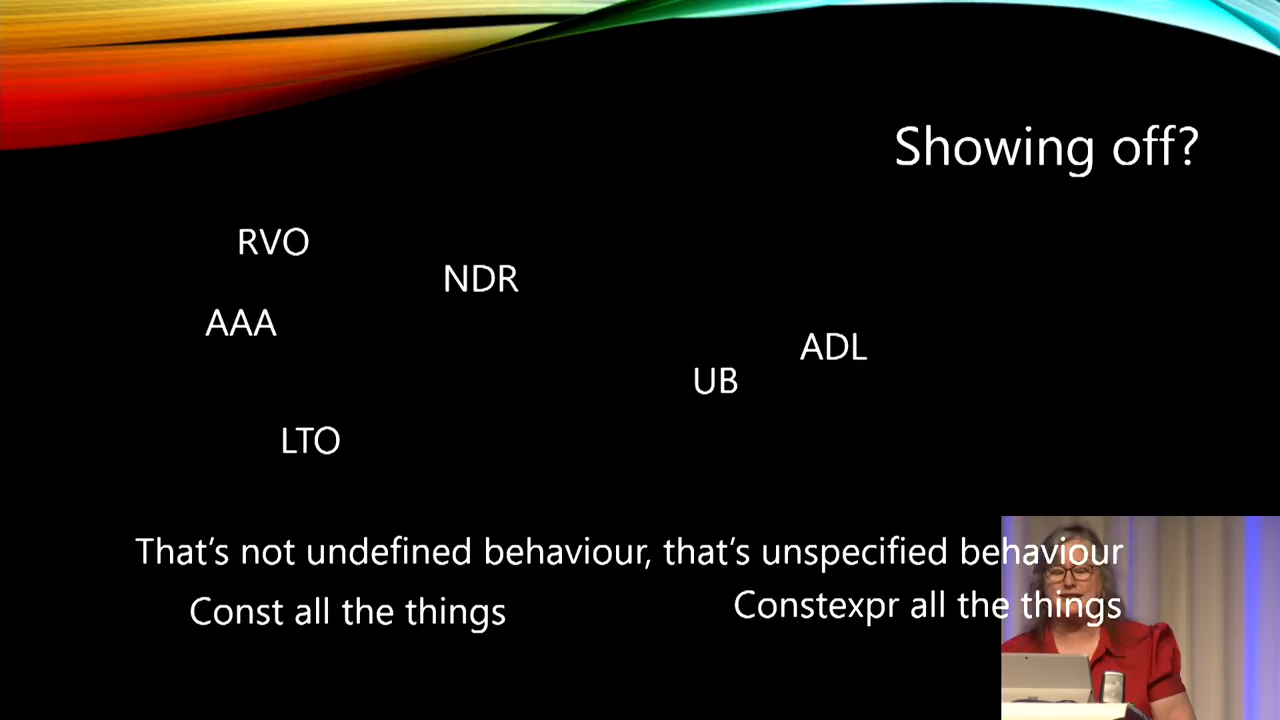 Showing off?
RVO
NDR
AAA
ADL
UB
LTO
That's not undefined behaviour, that's unspecified behaviour
Const all the things
Constexpr all the things